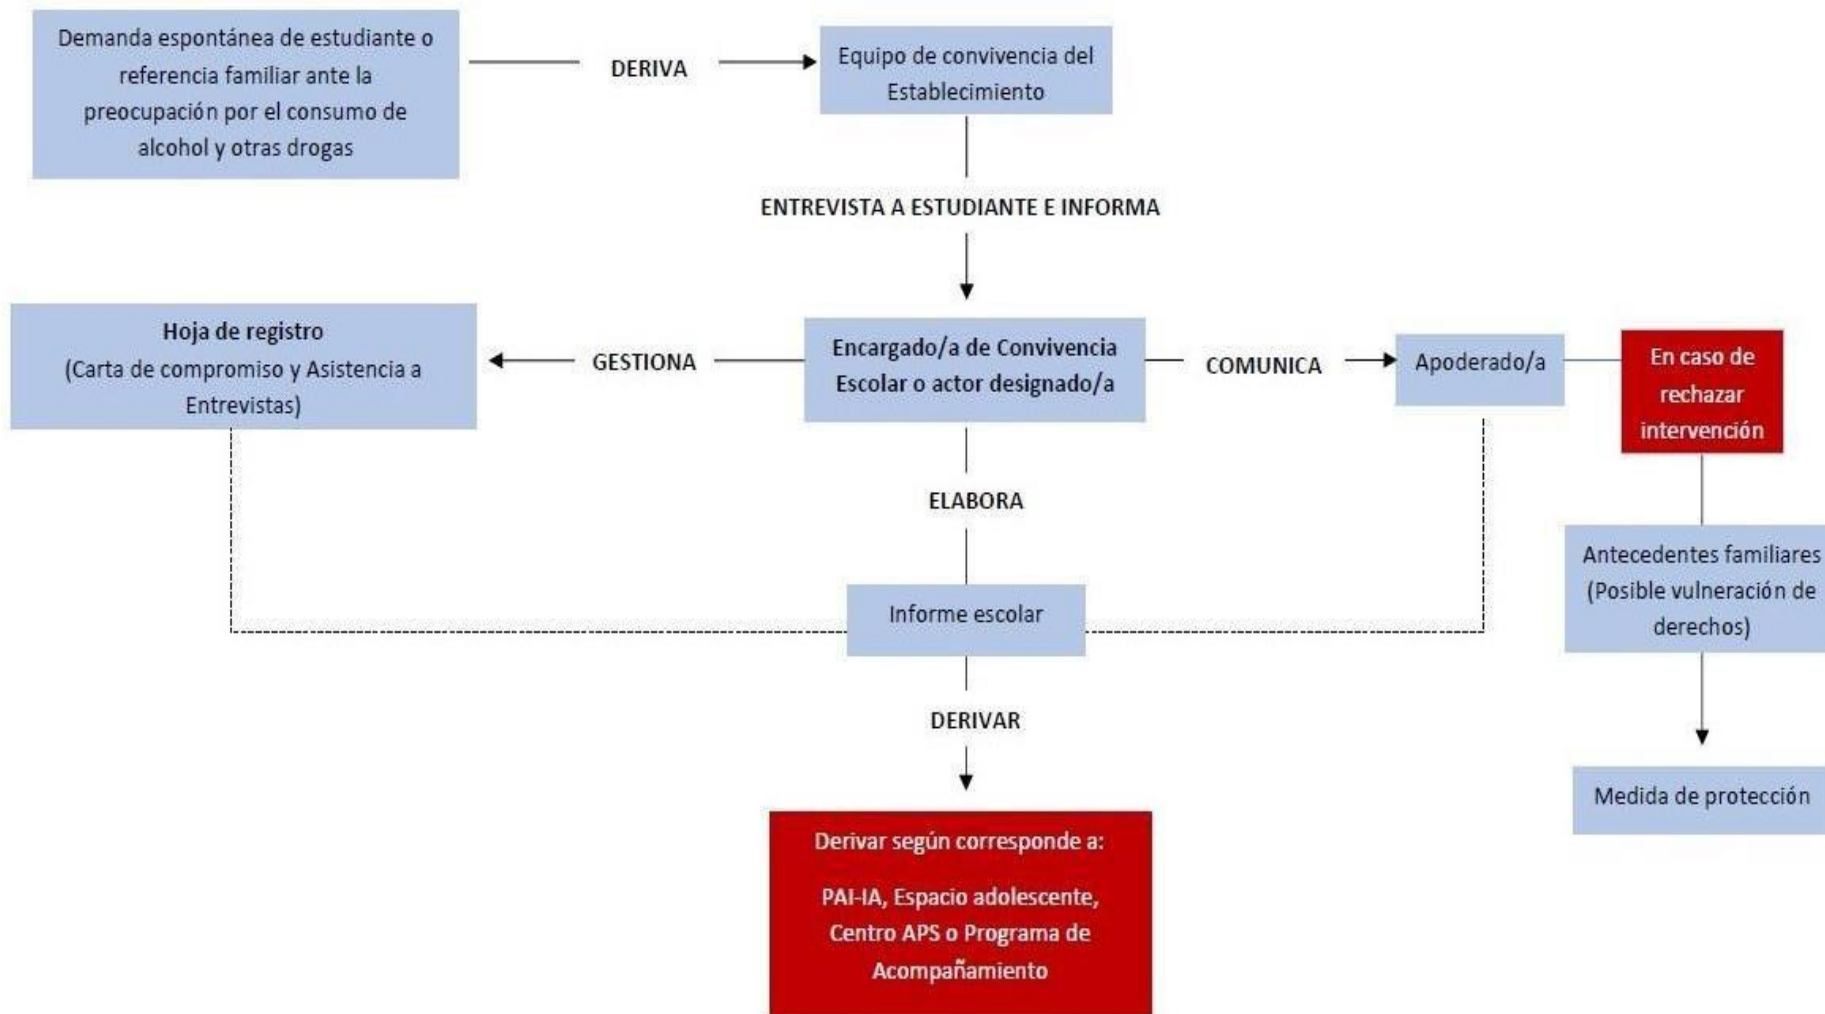 Demanda espontánea de estudiante o
referencia familiar ante la
preocupación por el consumo de
alcohol y otras drogas
DERIVA
Equipo de convivencia del
Establecimiento
ENTREVISTA A ESTUDIANTE E INFORMA
Hoja de registro
(Carta de compromiso y Asistencia a
Entrevistas)
GESTIONA
Encargado/a de Convivencia
Escolar o actor designado/a
COMUNICA
Apoderado/a
En caso de
rechazar
intervención
ELABORA
Antecedentes familiares
(Posible vulneración de
derechos)
Informe escolar
DERIVAR
Medida de protección
Derivar según corresponde a:
PAI-IA, Espacio adolescente,
Centro APS o Programa de
Acompañamiento